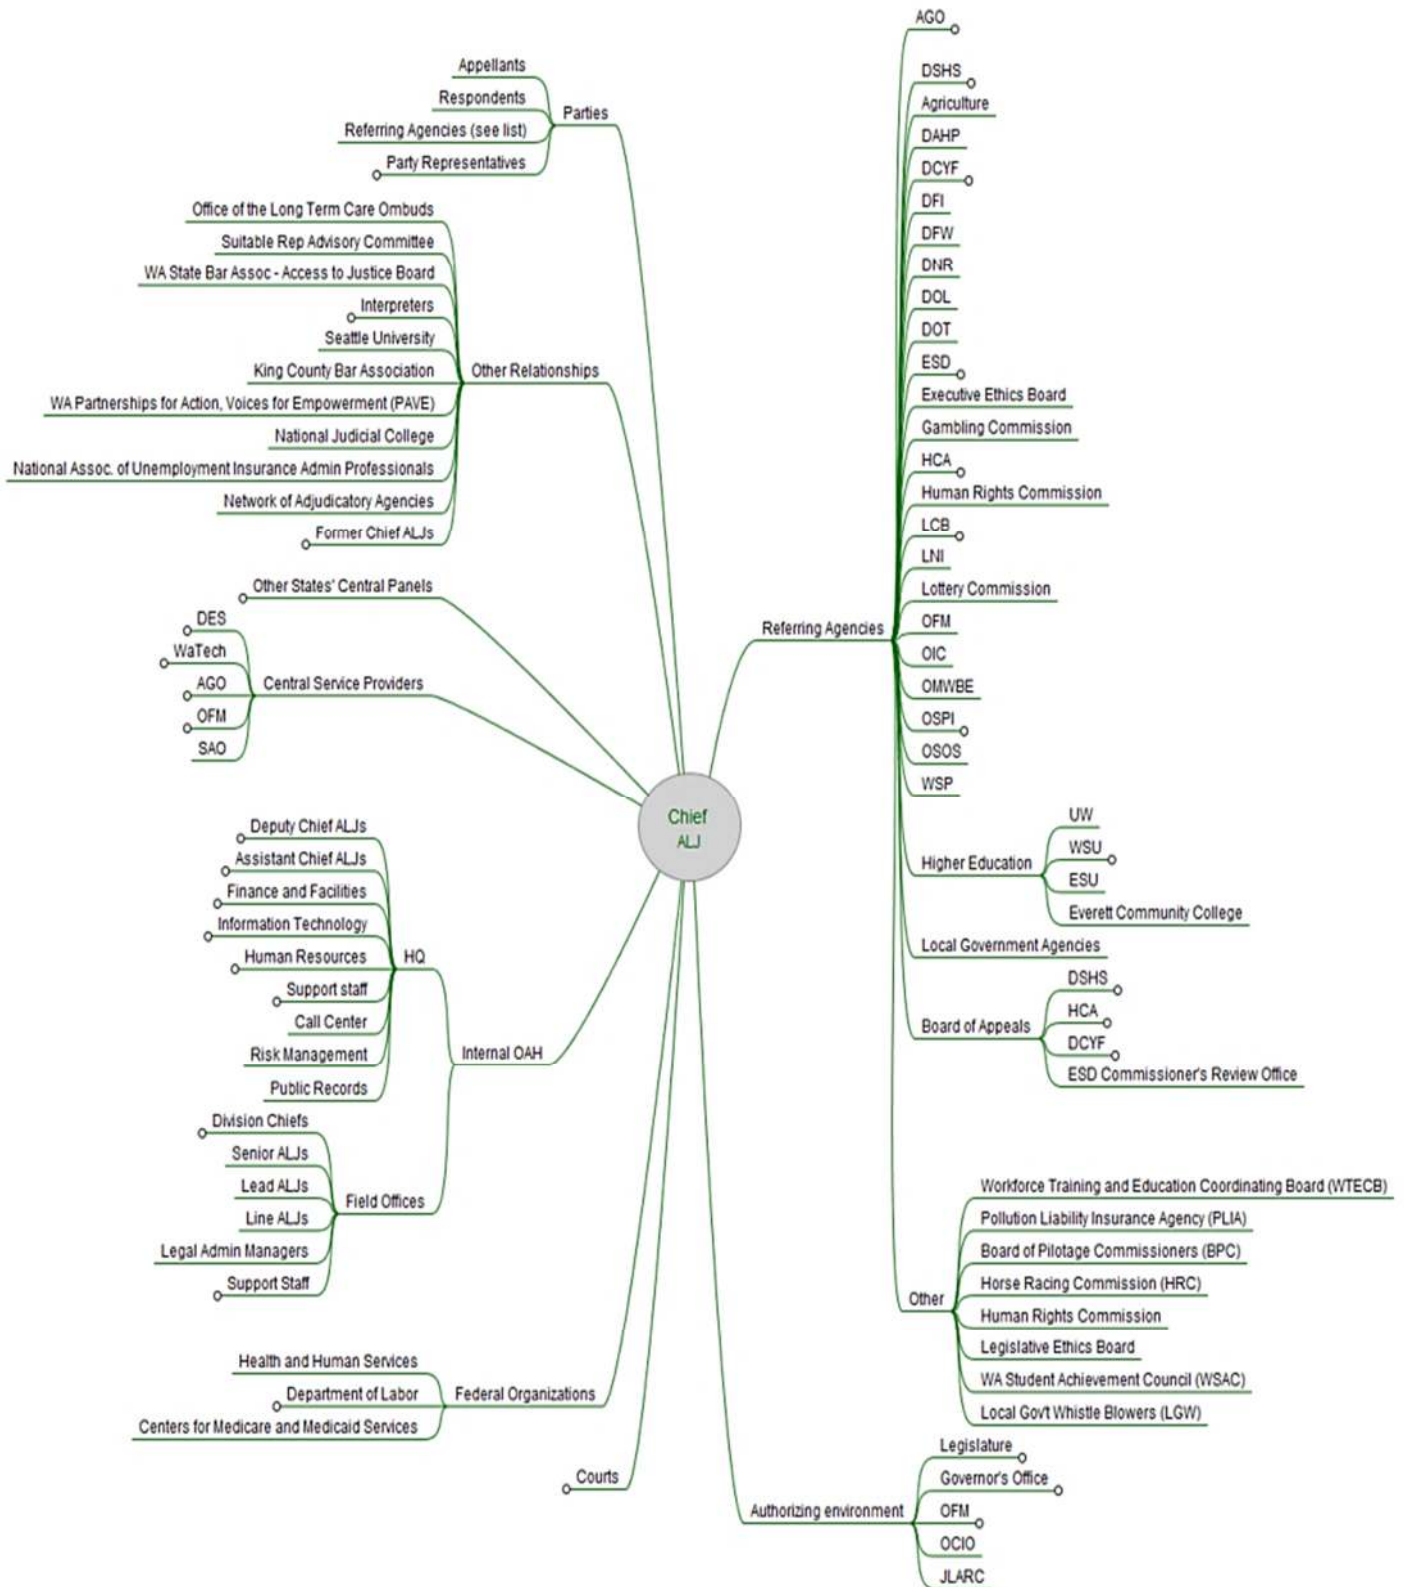 Chief
ALJ
Parties
Appellants
Respondents
Referring Agencies (see list)
Party Representatives
Other Relationships
Office of the Long Term Care Ombuds
Suitable Rep Advisory Committee
WA State Bar Assoc - Access to Justice Board
Interpreters
Seattle University
King County Bar Association
WA Partnerships for Action, Voices for Empowerment (PAVE)
National Judicial College
National Assoc. of Unemployment Insurance Admin Professionals
Network of Adjudicatory Agencies
Former Chief ALJs
Other States' Central Panels
Central Service Providers
DES
WaTech
AGO
OFM
SAO
Internal OAH
HQ
Deputy Chief ALJs
Assistant Chief ALJs
Finance and Facilities
Information Technology
Human Resources
Support staff
Call Center
Risk Management
Public Records
Field Offices
Division Chiefs
Senior ALJs
Lead ALJs
Line ALJs
Legal Admin Managers
Support Staff
Federal Organizations
Health and Human Services
Department of Labor
Centers for Medicare and Medicaid Services
Courts
Referring Agencies
AGO
DSHS
Agriculture
DAHP
DCYF
DFI
DFW
DNR
DOL
DOT
ESD
Executive Ethics Board
Gambling Commission
HCA
Human Rights Commission
LCB
LNI
Lottery Commission
OFM
OIC
OMWBE
OSPI
OSOS
WSP
Higher Education
UW
WSU
ESU
Everett Community College
Local Government Agencies
Board of Appeals
DSHS
HCA
DCYF
ESD Commissioner's Review Office
Other
Workforce Training and Education Coordinating Board (WTECB)
Pollution Liability Insurance Agency (PLIA)
Board of Pilotage Commissioners (BPC)
Horse Racing Commission (HRC)
Human Rights Commission
Legislative Ethics Board
WA Student Achievement Council (WSAC)
Local Gov't Whistle Blowers (LGW)
Authorizing environment
Legislature
Governor's Office
OFM
OCIO
JLARC